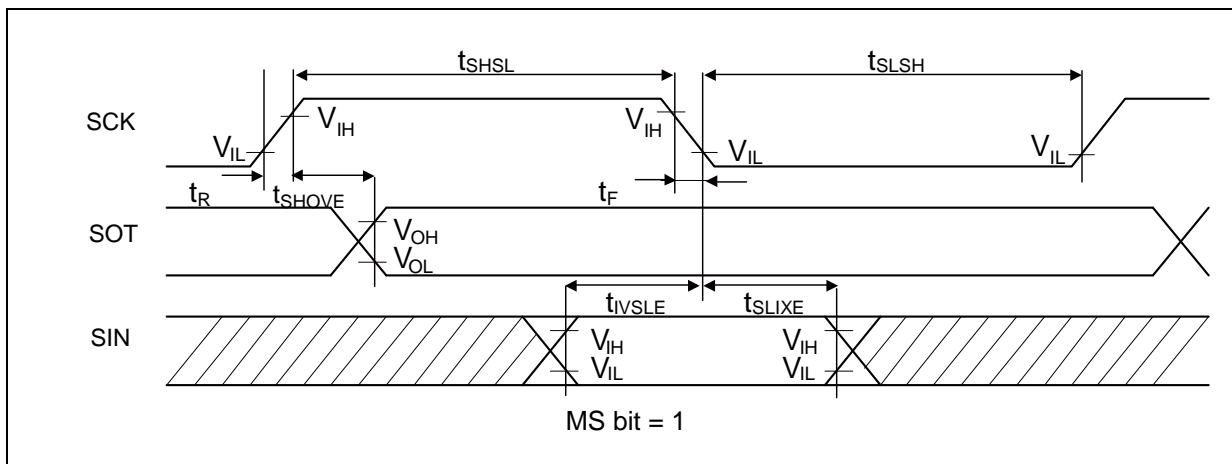 tSHSL
tSLSH
SCK
VIH
VIH
VIL
VIL
VIL
tR
tSHOVE
tF
SOT
VOH
VOL
tIVSLE
tSLIXE
SIN
VIH
VIH
VIL
VIL
MS bit = 1